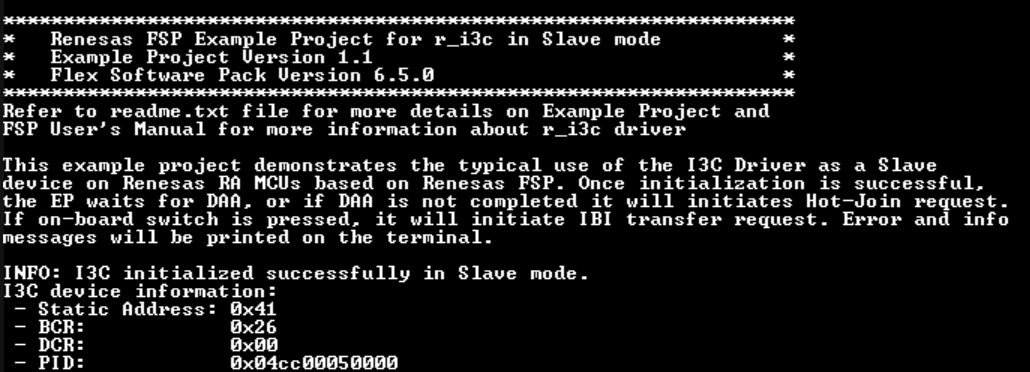 ******************************************************************
*   Renesas FSP Example Project for r_i3c in Slave mode          *
*   Example Project Version 1.1                                  *
*   Flex Software Pack Version 6.5.0                             *
******************************************************************
Refer to readme.txt file for more details on Example Project and
FSP User's Manual for more information about r_i3c driver
This example project demonstrates the typical use of the I3C Driver as a Slave
device on Renesas RA MCUs based on Renesas FSP. Once initialization is successful,
the EP waits for DAA, or if DAA is not completed it will initiates Hot-Join request.
If on-board switch is pressed, it will initiate IBI transfer request. Error and info
messages will be printed on the terminal.
INFO: I3C initialized successfully in Slave mode.
I3C device information:
 - Static Address: 0x41
 - BCR:            0x26
 - DCR:            0x00
 - PID:            0x04cc00050000